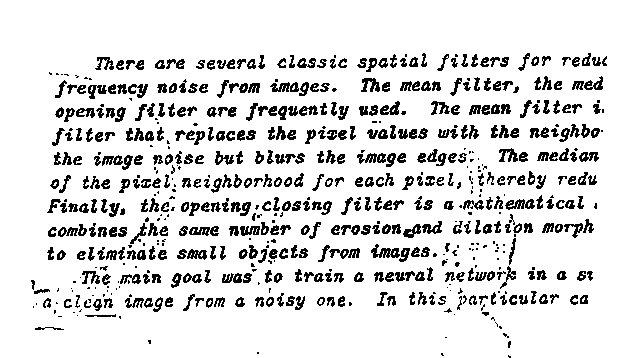 There are several classic spatial filters for reduc
frequency noise from images. The mean filter, the med
opening filter are frequently used. The mean filter i
filter that replaces the pixel values with the neighbo
the image noise but blurs the image edges. The median
of the pixel neighborhood for each pixel, thereby redu
Finally, the opening closing filter is a mathematical
combines the same number of erosion and dilation morph
to eliminate small objects from images.
The main goal was to train a neural network in a su
a clean image from a noisy one. In this particular ca